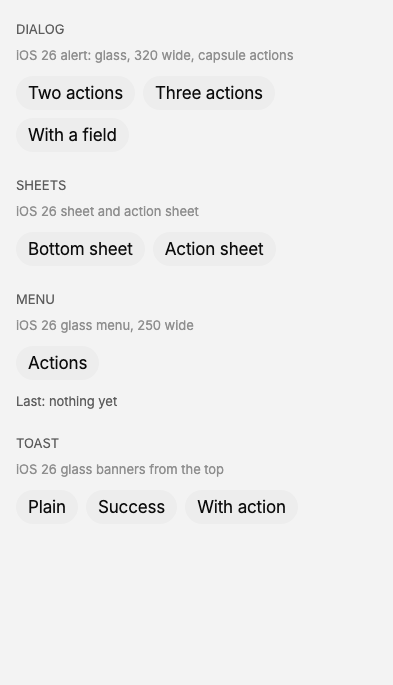 DIALOG
iOS 26 alert: glass, 320 wide, capsule actions
Two actions
Three actions
With a field
SHEETS
iOS 26 sheet and action sheet
Bottom sheet
Action sheet
MENU
iOS 26 glass menu, 250 wide
Actions
Last: nothing yet
TOAST
iOS 26 glass banners from the top
Plain
Success
With action